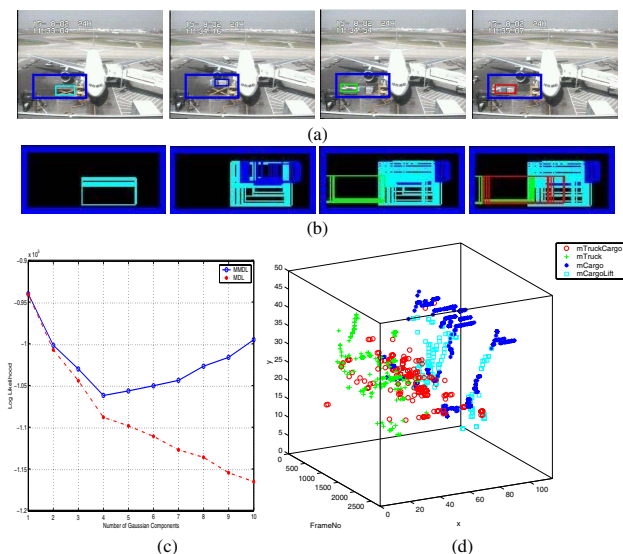 (a)
(b)
-0.9
-0.95
-1
-1.05
-1.1
-1.15
-1.2
Log Likelihood
MMDL
MDL
1 2 3 4 5 6 7 8 9 10
Number of Gaussian Components
(c)
mTruckCargo
mTruck
mCargo
mCargoLift
50
45
40
35
30
25
20
15
10
5
0
y
0
500
1000
1500
2000
2500
FrameNo
0 20 40 60 80 100
x
(d)